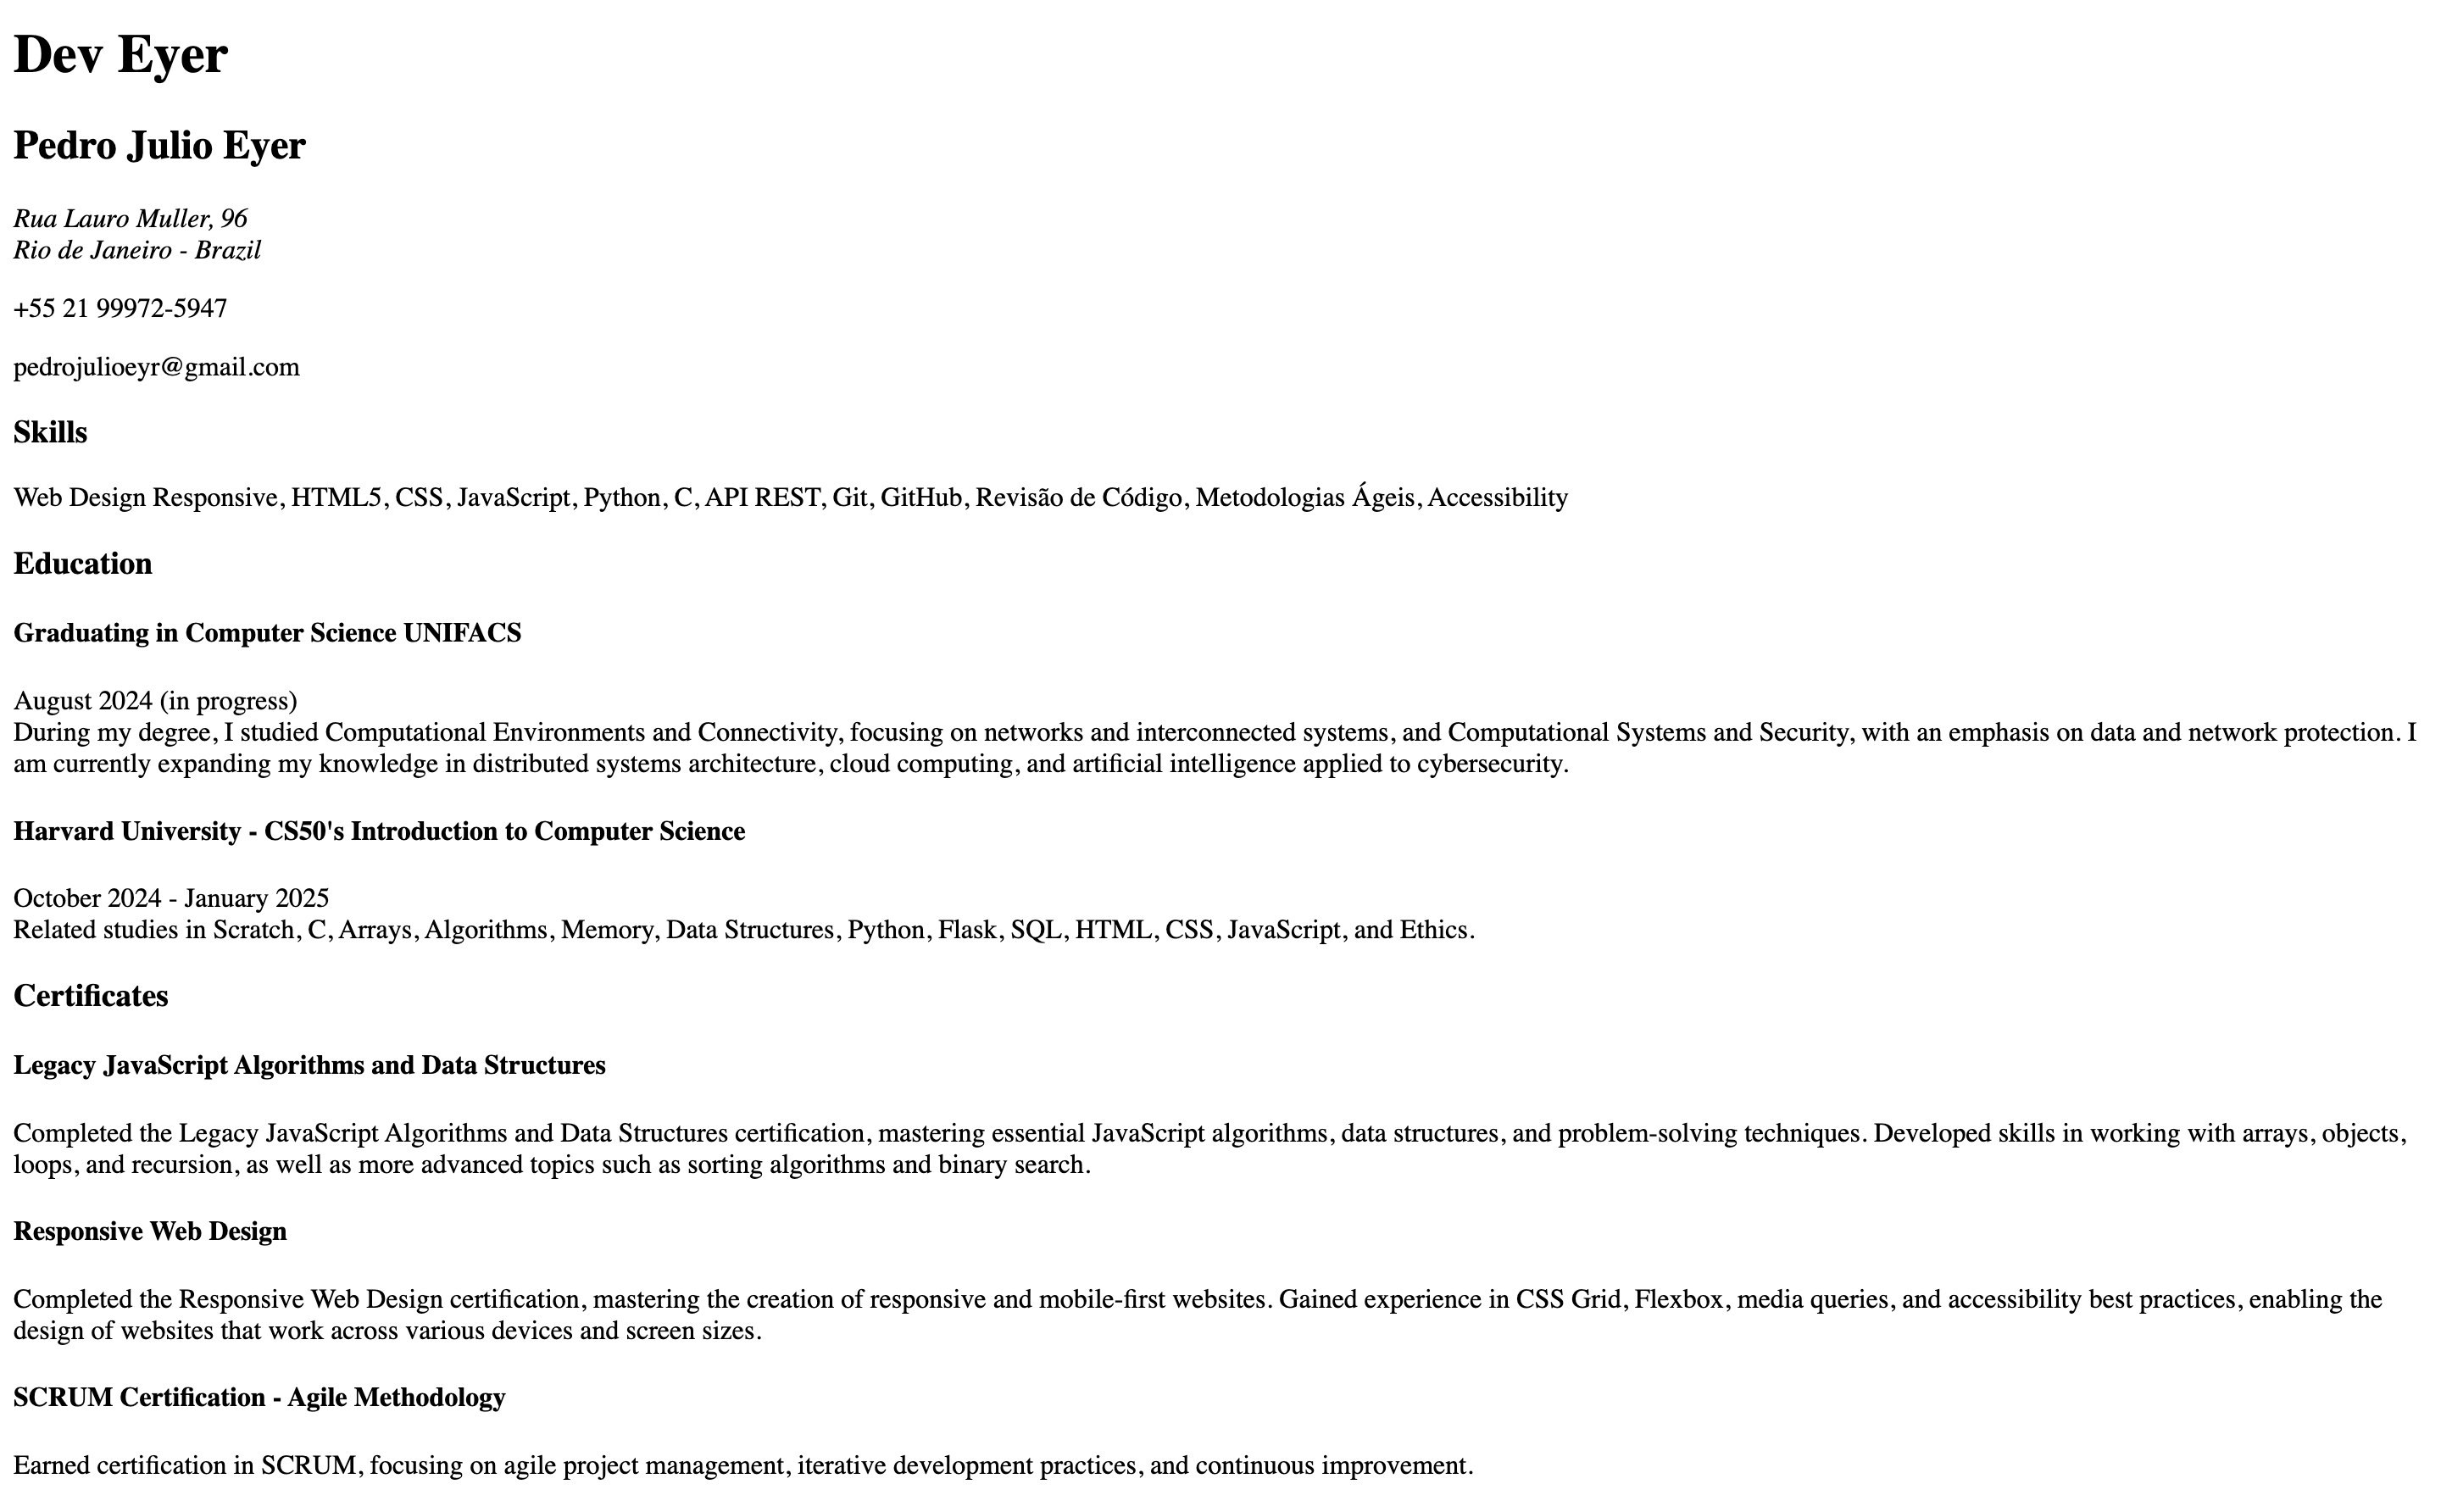 Dev Eyer
Pedro Julio Eyer
Rua Lauro Muller, 96
Rio de Janeiro - Brazil
+55 21 99972-5947
pedrojulioeyr@gmail.com
Skills
Web Design Responsive, HTML5, CSS, JavaScript, Python, C, API REST, Git, GitHub, Revisão de Código, Metodologias Ágeis, Accessibility
Education
Graduating in Computer Science UNIFACS
August 2024 (in progress)
During my degree, I studied Computational Environments and Connectivity, focusing on networks and interconnected systems, and Computational Systems and Security, with an emphasis on data and network protection. I
am currently expanding my knowledge in distributed systems architecture, cloud computing, and artificial intelligence applied to cybersecurity.
Harvard University - CS50's Introduction to Computer Science
October 2024 - January 2025
Related studies in Scratch, C, Arrays, Algorithms, Memory, Data Structures, Python, Flask, SQL, HTML, CSS, JavaScript, and Ethics.
Certificates
Legacy JavaScript Algorithms and Data Structures
Completed the Legacy JavaScript Algorithms and Data Structures certification, mastering essential JavaScript algorithms, data structures, and problem-solving techniques. Developed skills in working with arrays, objects,
loops, and recursion, as well as more advanced topics such as sorting algorithms and binary search.
Responsive Web Design
Completed the Responsive Web Design certification, mastering the creation of responsive and mobile-first websites. Gained experience in CSS Grid, Flexbox, media queries, and accessibility best practices, enabling the
design of websites that work across various devices and screen sizes.
SCRUM Certification - Agile Methodology
Earned certification in SCRUM, focusing on agile project management, iterative development practices, and continuous improvement.